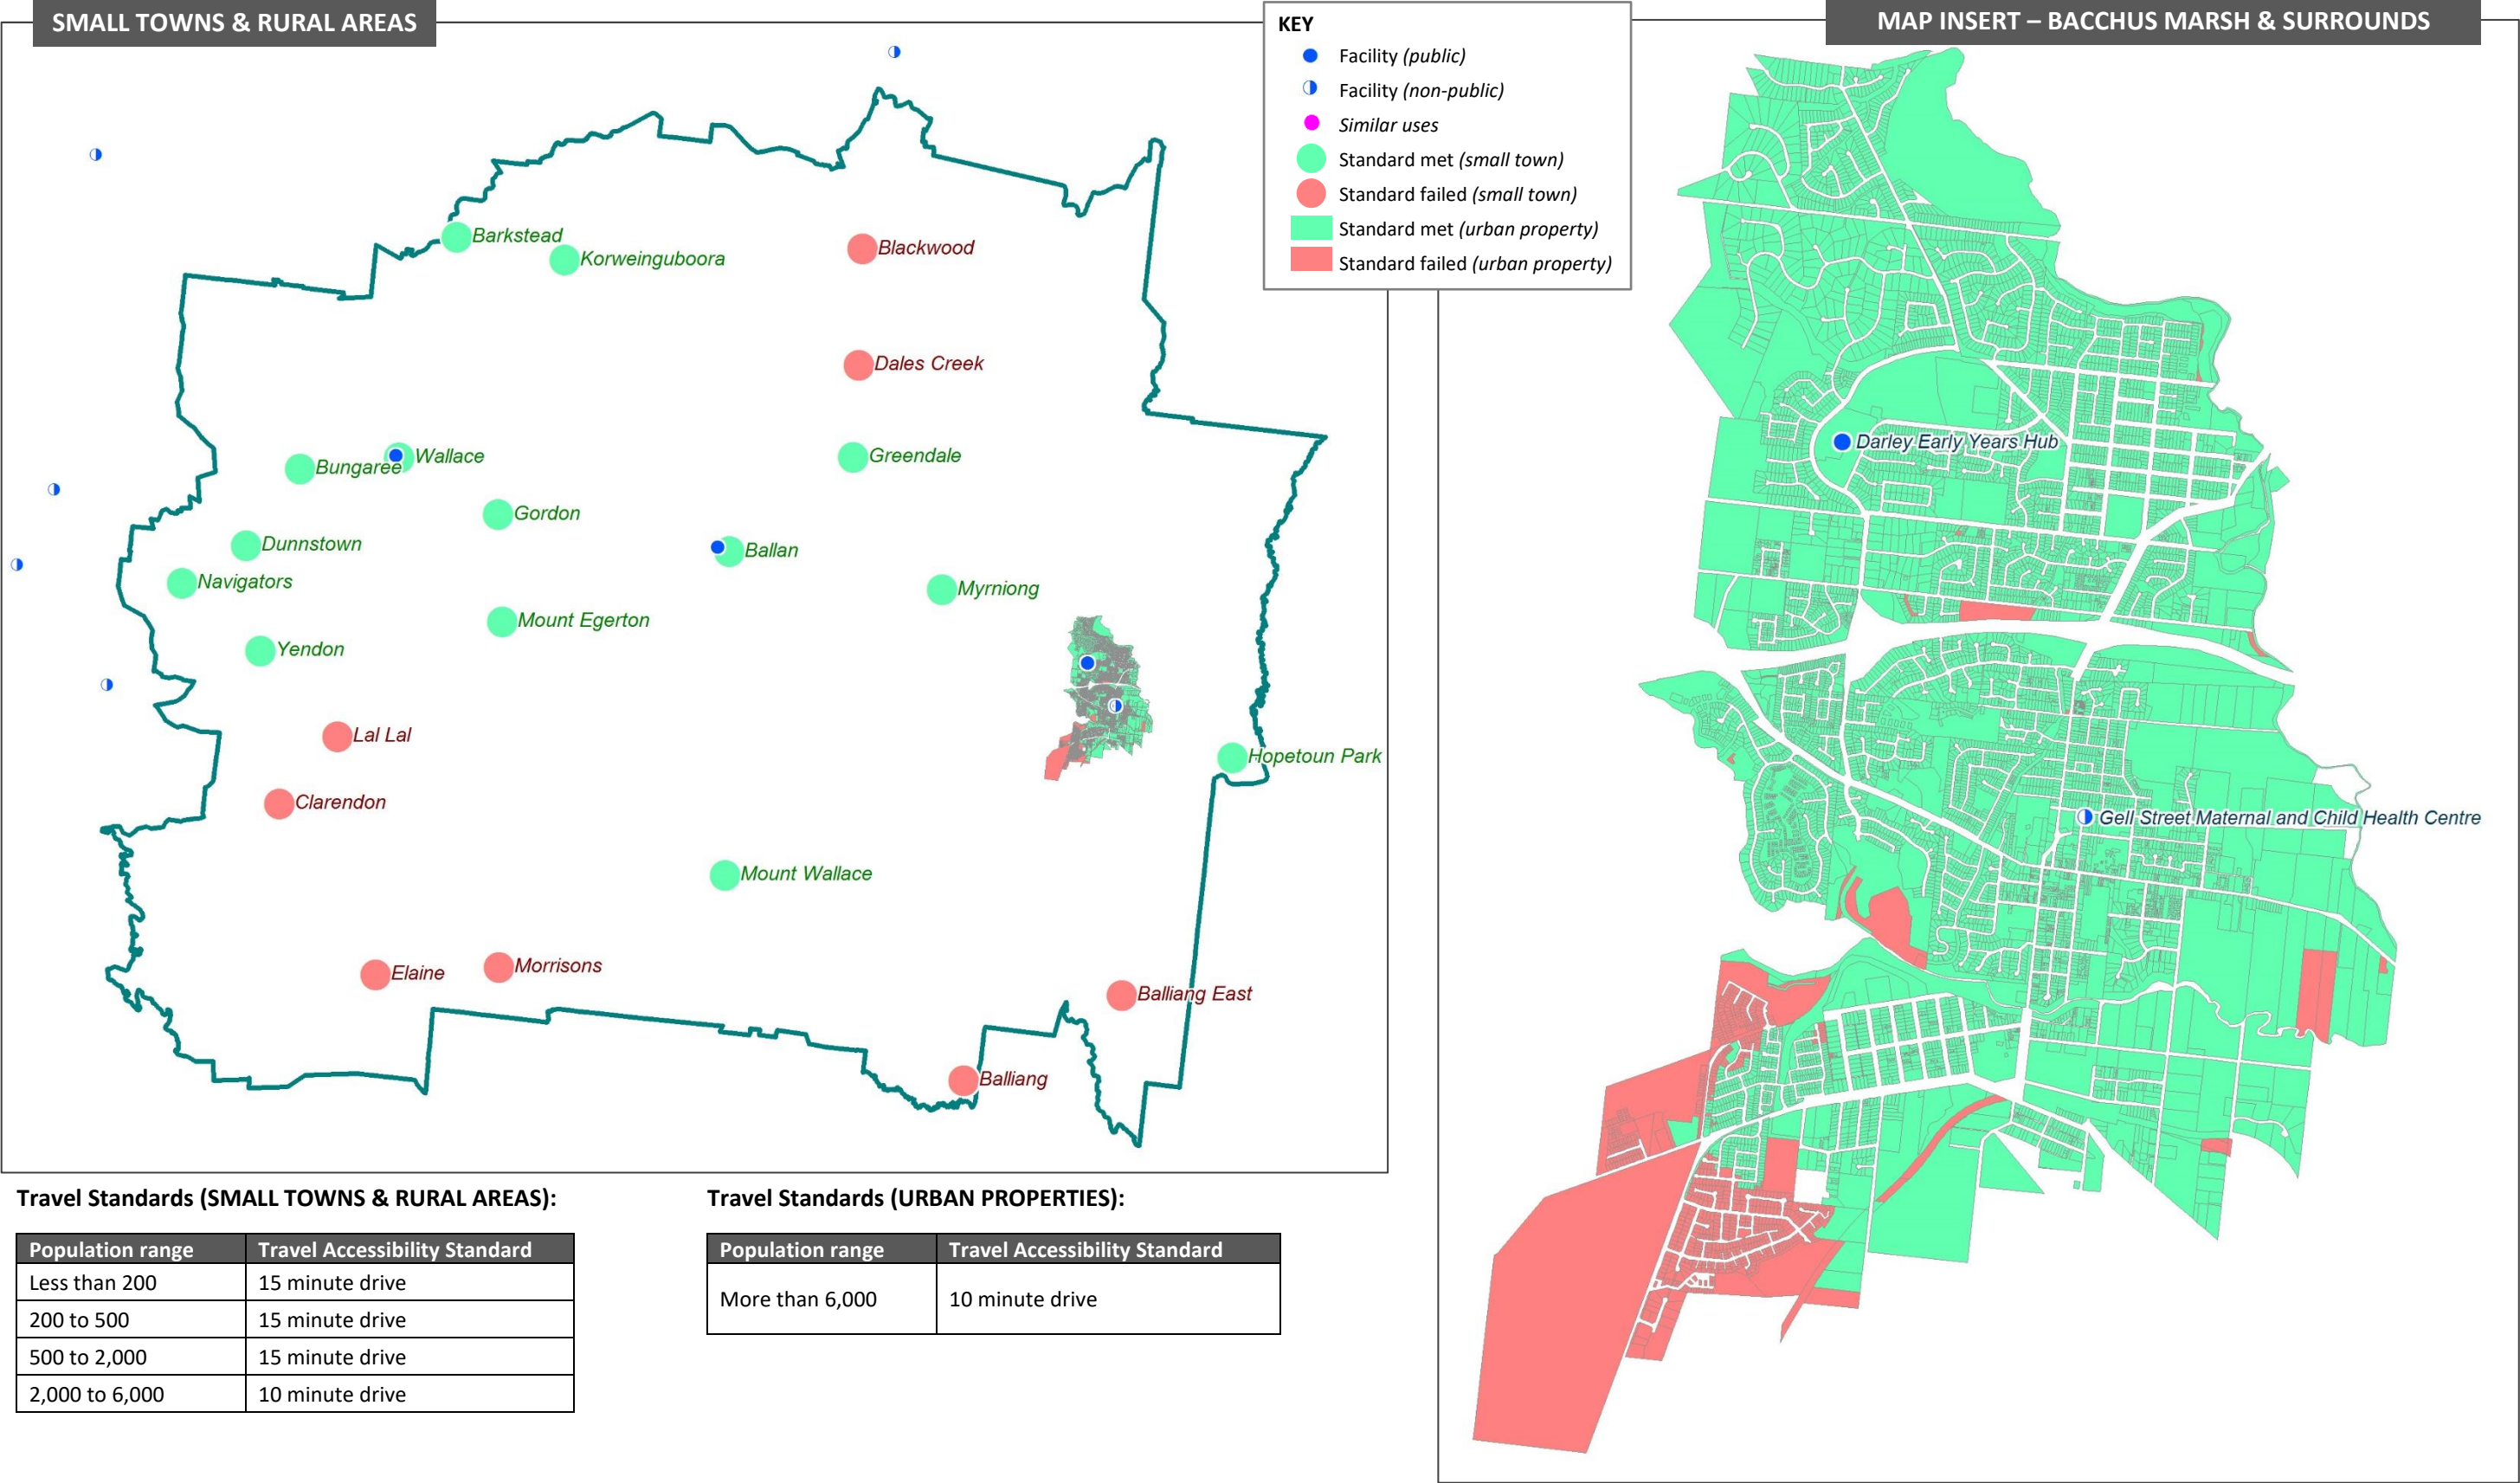 SMALL TOWNS & RURAL AREAS
KEY
Facility (public)
Facility (non-public)
Similar uses
Standard met (small town)
Standard failed (small town)
Standard met (urban property)
Standard failed (urban property)
MAP INSERT – BACCHUS MARSH & SURROUNDS
Barkstead
Korweinguboora
Blackwood
Dales Creek
Wallace
Bungaree
Greendale
Gordon
Dunnstown
Ballan
Navigators
Myrniong
Mount Egerton
Yendon
Lal Lal
Hopetoun Park
Clarendon
Mount Wallace
Elaine
Morrisons
Balliang East
Balliang
Darley Early Years Hub
Gell Street Maternal and Child Health Centre
Travel Standards (SMALL TOWNS & RURAL AREAS):
Population range Travel Accessibility Standard
Less than 200 15 minute drive
200 to 500 15 minute drive
500 to 2,000 15 minute drive
2,000 to 6,000 10 minute drive
Travel Standards (URBAN PROPERTIES):
Population range Travel Accessibility Standard
More than 6,000 10 minute drive